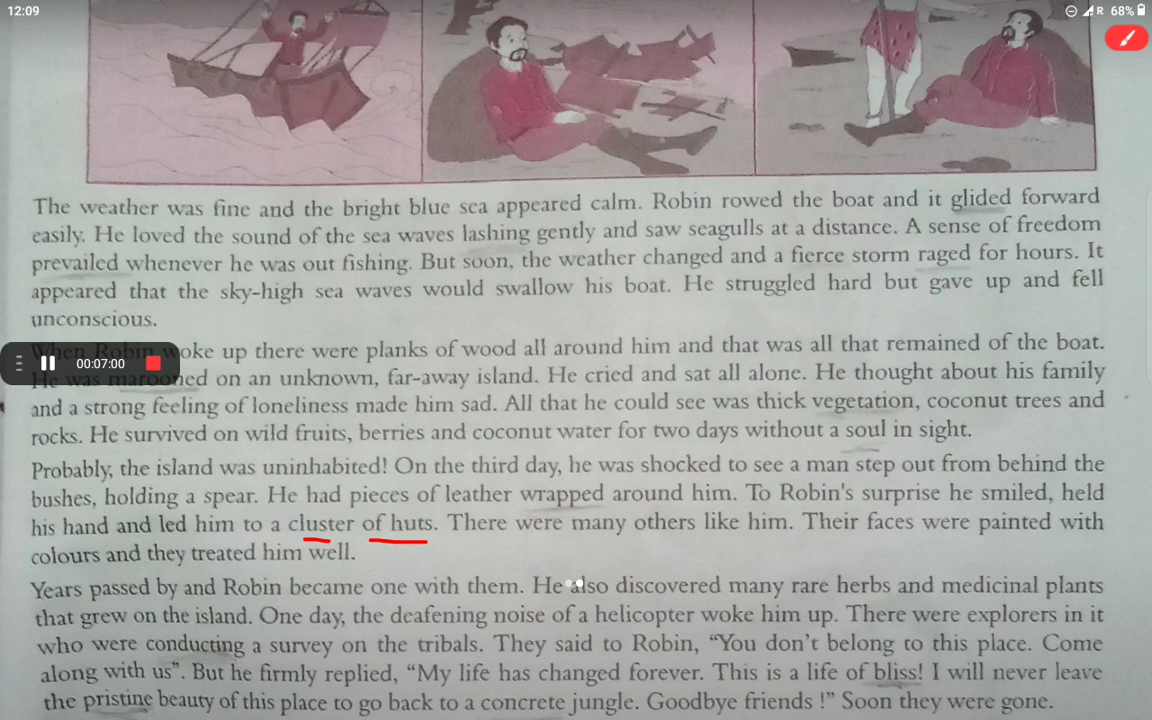 12:09
R 68%
The weather was fine and the bright blue sea appeared calm. Robin rowed the boat and it glided forward
easily. He loved the sound of the sea waves lashing gently and saw seagulls at a distance. A sense of freedom
prevailed whenever he was out fishing. But soon, the weather changed and a fierce storm raged for hours. It
appeared that the sky-high sea waves would swallow his boat. He struggled hard but gave up and fell
unconscious.
When Robin woke up there were planks of wood all around him and that was all that remained of the boat.
00:07:00
He was marooned on an unknown, far-away island. He cried and sat all alone. He thought about his family
and a strong feeling of loneliness made him sad. All that he could see was thick vegetation, coconut trees and
rocks. He survived on wild fruits, berries and coconut water for two days without a soul in sight.
Probably, the island was uninhabited! On the third day, he was shocked to see a man step out from behind the
bushes, holding a spear. He had pieces of leather wrapped around him. To Robin's surprise he smiled, held
his hand and led him to a cluster of huts. There were many others like him. Their faces were painted with
colours and they treated him well.
Years passed by and Robin became one with them. He also discovered many rare herbs and medicinal plants
that grew on the island. One day, the deafening noise of a helicopter woke him up. There were explorers in it
who were conducting a survey on the tribals. They said to Robin, “You don’t belong to this place. Come
along with us”. But he firmly replied, “My life has changed forever. This is a life of bliss! I will never leave
the pristine beauty of this place to go back to a concrete jungle. Goodbye friends !” Soon they were gone.